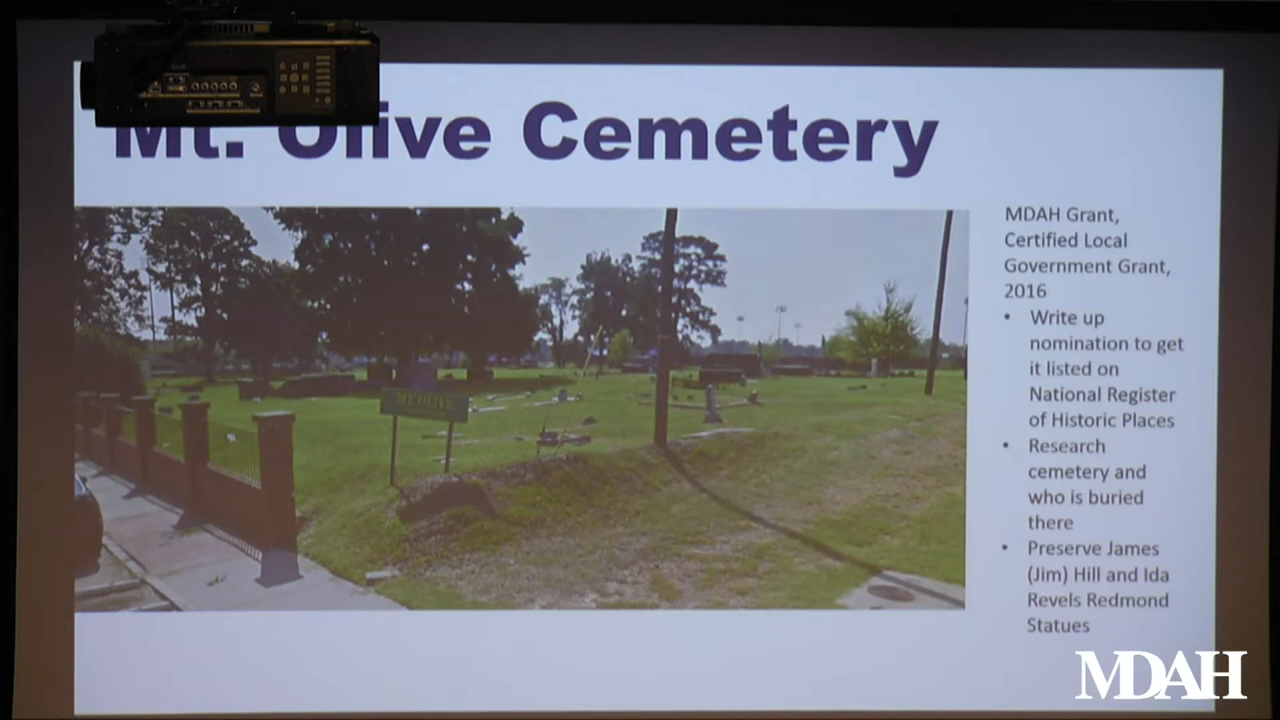 Mt. Olive Cemetery
MT. OLIVE
MDAH Grant,
Certified Local
Government Grant,
2016
• Write up
nomination to get
it listed on
National Register
of Historic Places
• Research
cemetery and
who is buried
there
• Preserve James
(Jim) Hill and Ida
Revels Redmond
Statues
MDAH